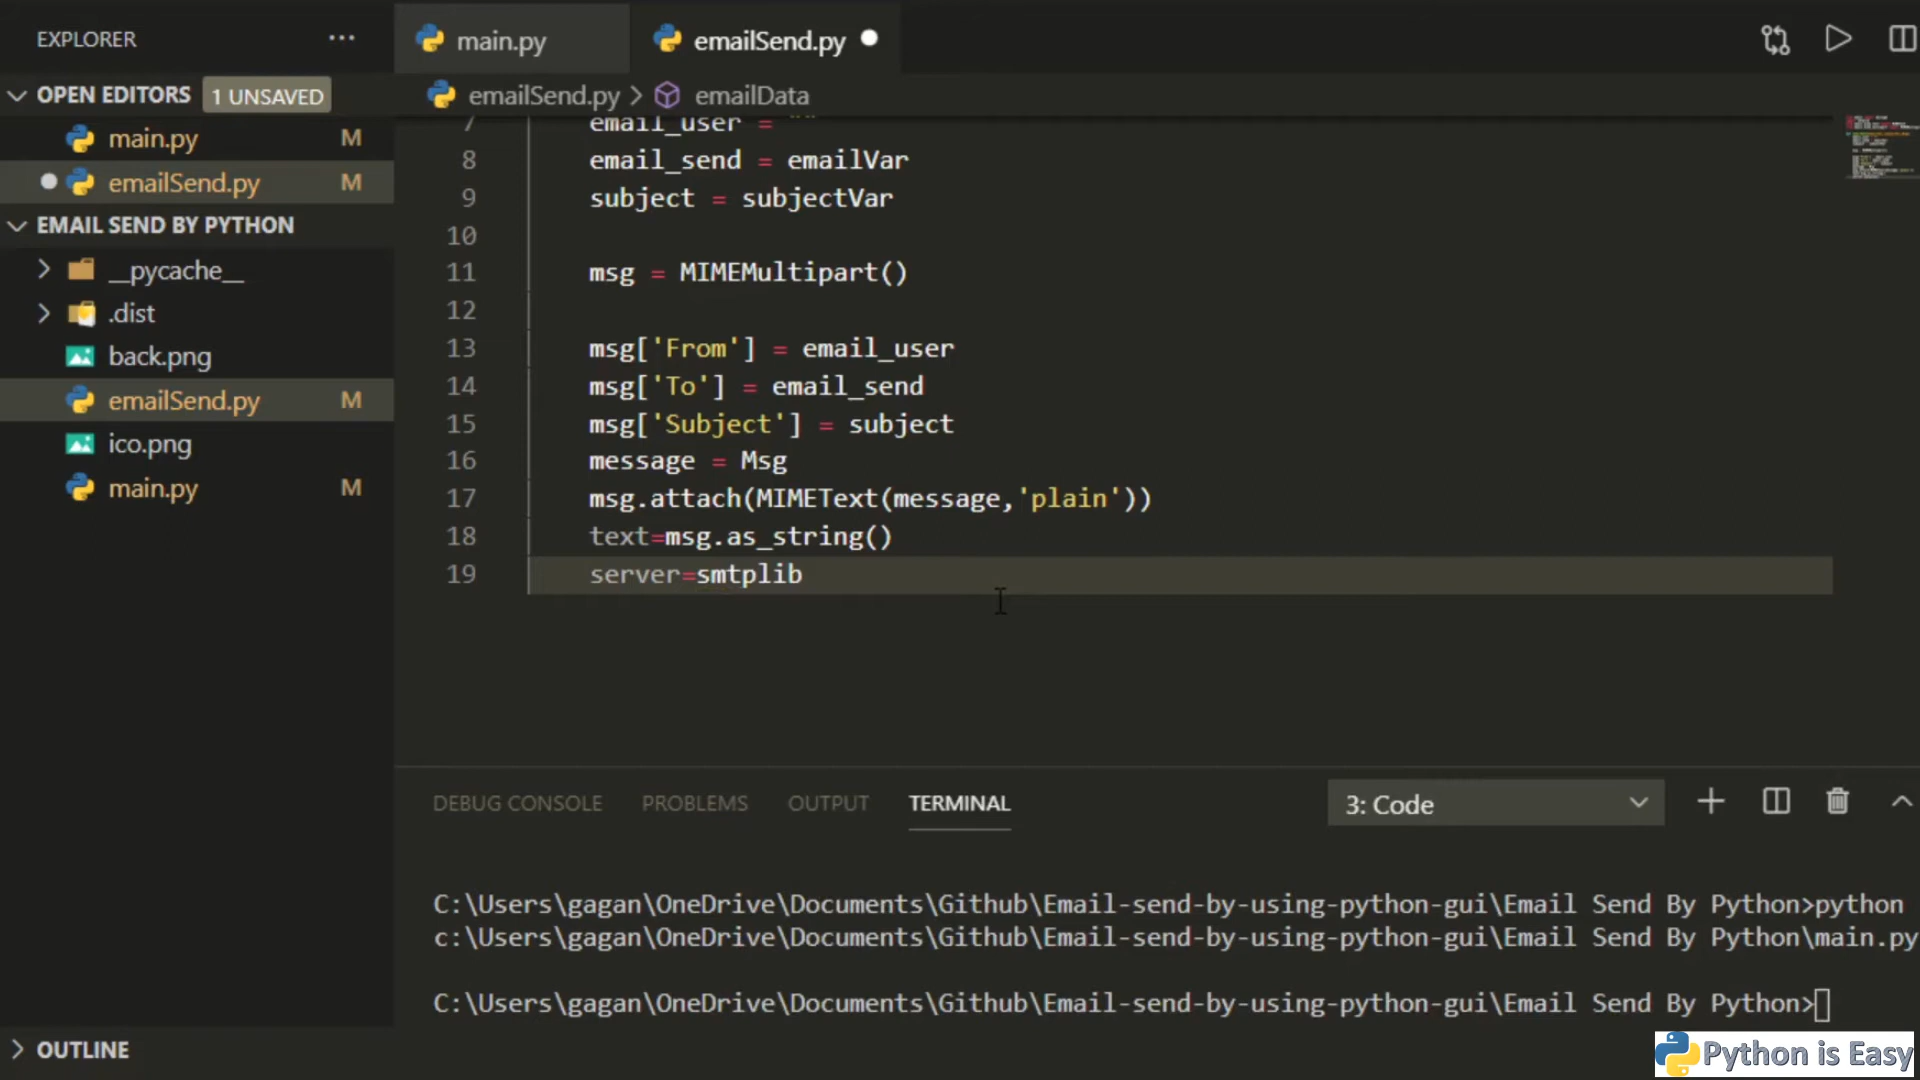 EXPLORER
main.py
emailSend.py
OPEN EDITORS 1 UNSAVED
emailSend.py > emailData
main.py M
emailSend.py M
EMAIL SEND BY PYTHON
__pycache__
.dist
back.png
emailSend.py M
ico.png
main.py M
7 email_user = ""
8 email_send = emailVar
9 subject = subjectVar
10
11 msg = MIMEMultipart()
12
13 msg['From'] = email_user
14 msg['To'] = email_send
15 msg['Subject'] = subject
16 message = Msg
17 msg.attach(MIMEText(message,'plain'))
18 text=msg.as_string()
19 server=smtplib
DEBUG CONSOLE PROBLEMS OUTPUT TERMINAL 3: Code
C:\Users\gagan\OneDrive\Documents\Github\Email-send-by-using-python-gui\Email Send By Python>python
c:\Users\gagan\OneDrive\Documents\Github\Email-send-by-using-python-gui\Email Send By Python\main.py
C:\Users\gagan\OneDrive\Documents\Github\Email-send-by-using-python-gui\Email Send By Python>
OUTLINE
Python is Easy